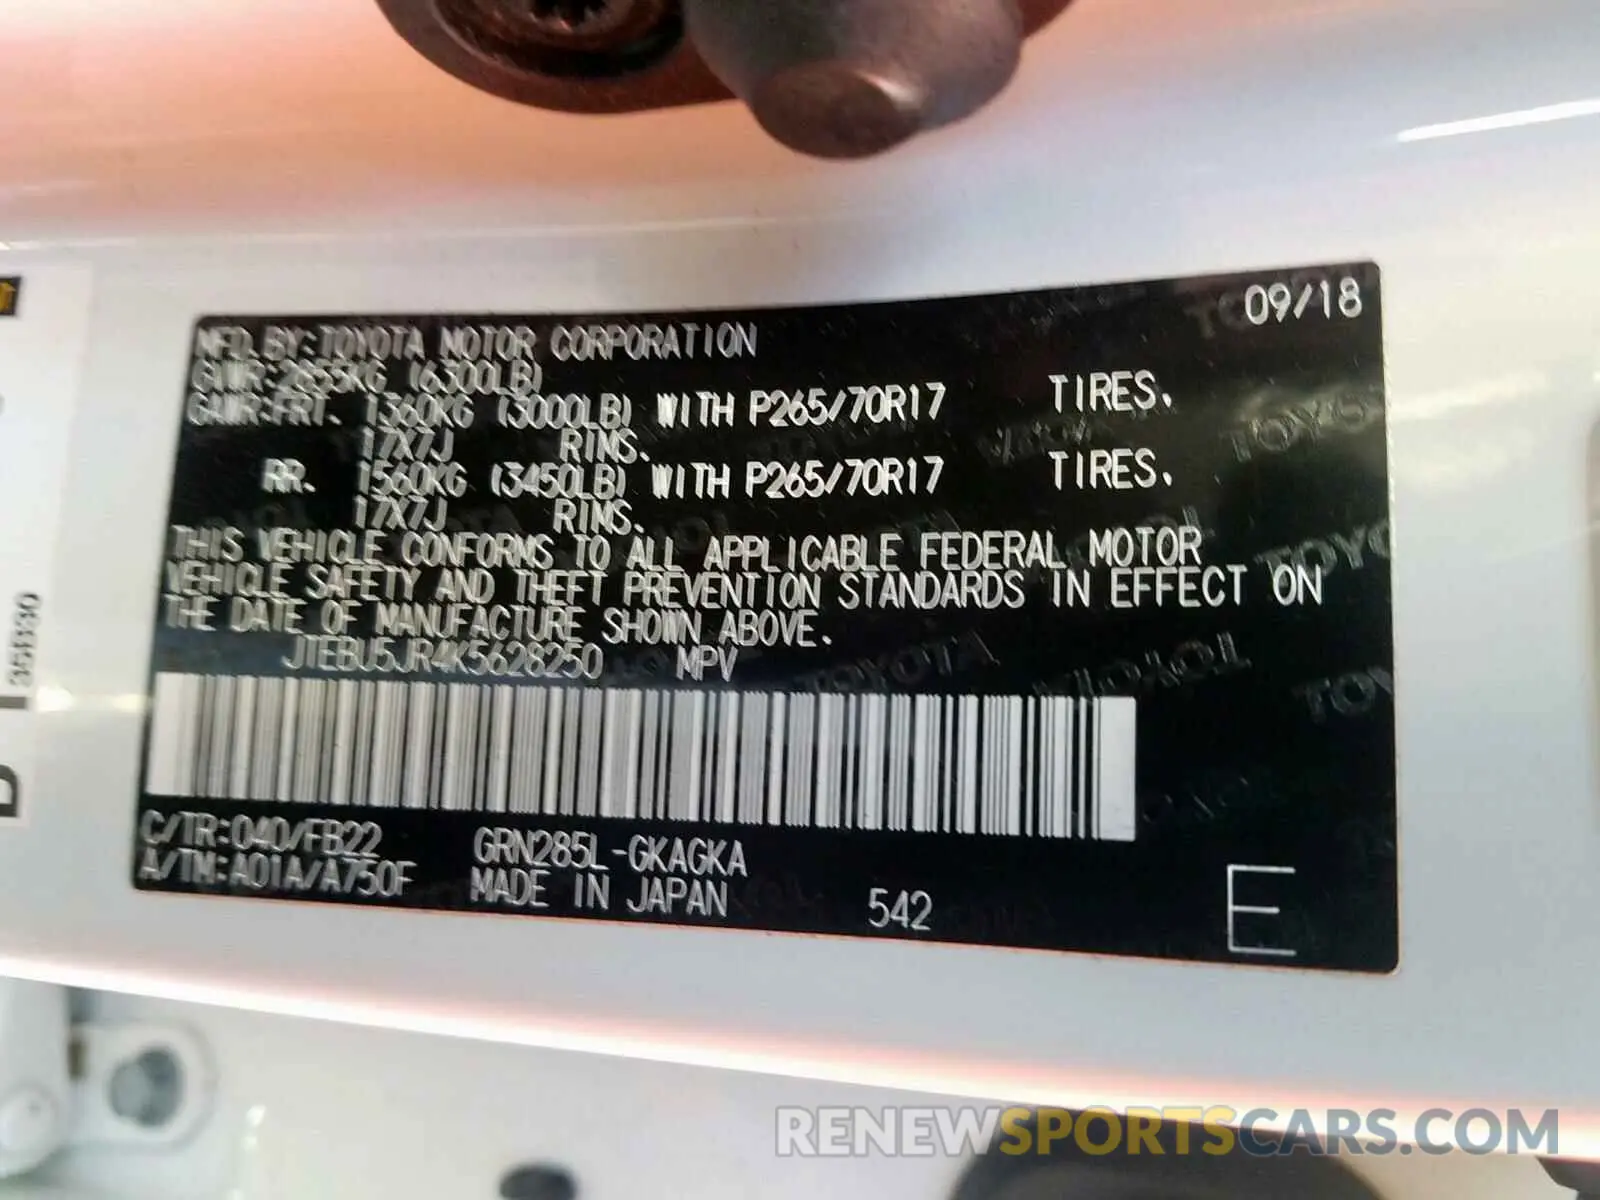 09/18
MFD. BY: TOYOTA MOTOR CORPORATION
GVWR: 2855KG (6300LB)
GAWR: FRT. 1360KG (3000LB) WITH P265/70R17 TIRES.
17X7J RIMS.
RR. 1560KG (3450LB) WITH P265/70R17 TIRES.
17X7J RIMS.
THIS VEHICLE CONFORMS TO ALL APPLICABLE FEDERAL MOTOR
VEHICLE SAFETY AND THEFT PREVENTION STANDARDS IN EFFECT ON
THE DATE OF MANUFACTURE SHOWN ABOVE.
JTEBU5JR4K5628250 MPV
C/TR: 040/FB22 GRN285L-GKAGKA
A/TM: A01A/A750F MADE IN JAPAN 542 E
RENEWSPORTSCARS.COM